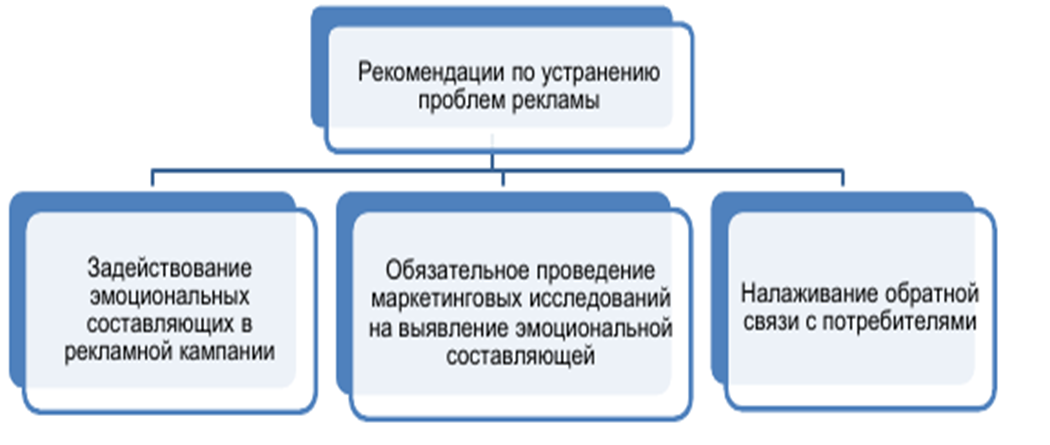 Рекомендации по устранению
проблем рекламы
Задействование
эмоциональных
составляющих в
рекламной кампании
Обязательное проведение
маркетинговых исследований
на выявление эмоциональной
составляющей
Налаживание обратной
связи с потребителями